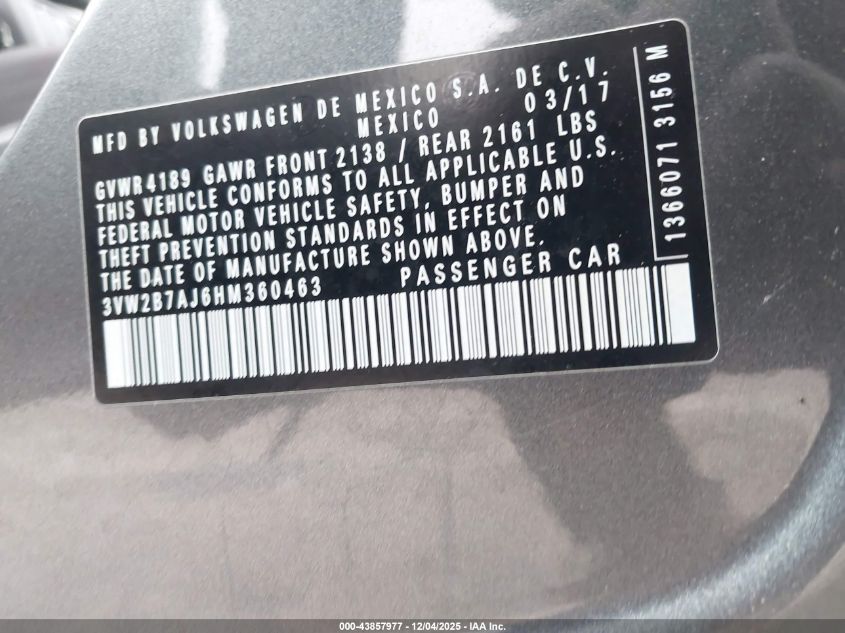 MFD BY VOLKSWAGEN DE MEXICO S.A. DE C.V.
MEXICO 03/17
GVWR 4189 GAWR FRONT 2138 / REAR 2161 LBS
THIS VEHICLE CONFORMS TO ALL APPLICABLE U.S.
FEDERAL MOTOR VEHICLE SAFETY, BUMPER AND
THEFT PREVENTION STANDARDS IN EFFECT ON
THE DATE OF MANUFACTURE SHOWN ABOVE.
3VW2B7AJ6HM360463 PASSENGER CAR
1366071 3156 M
000-43857977 - 12/04/2025 - IAA Inc.